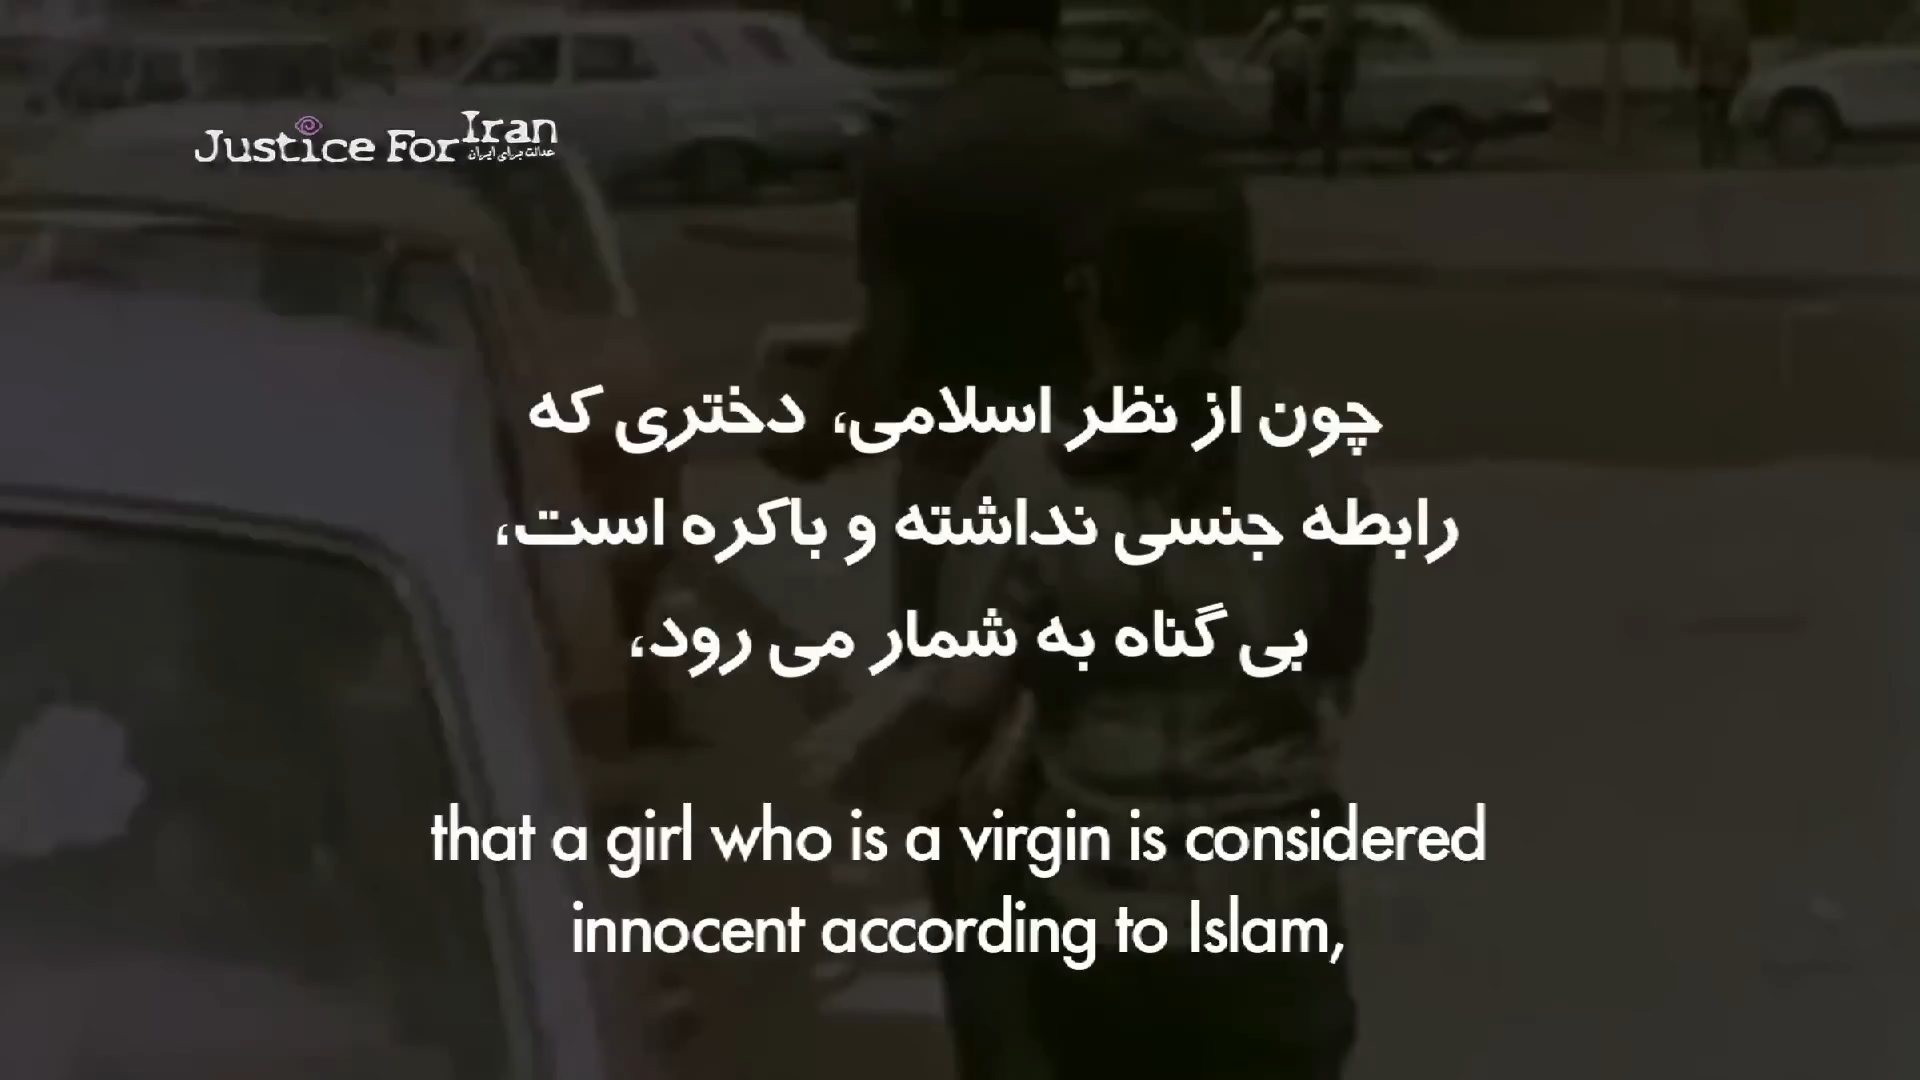 Justice For Iran
عدالت برای ایران
چون از نظر اسلامی، دختری که
رابطه جنسی نداشته و باکره است،
بی گناه به شمار می رود،
that a girl who is a virgin is considered
innocent according to Islam,